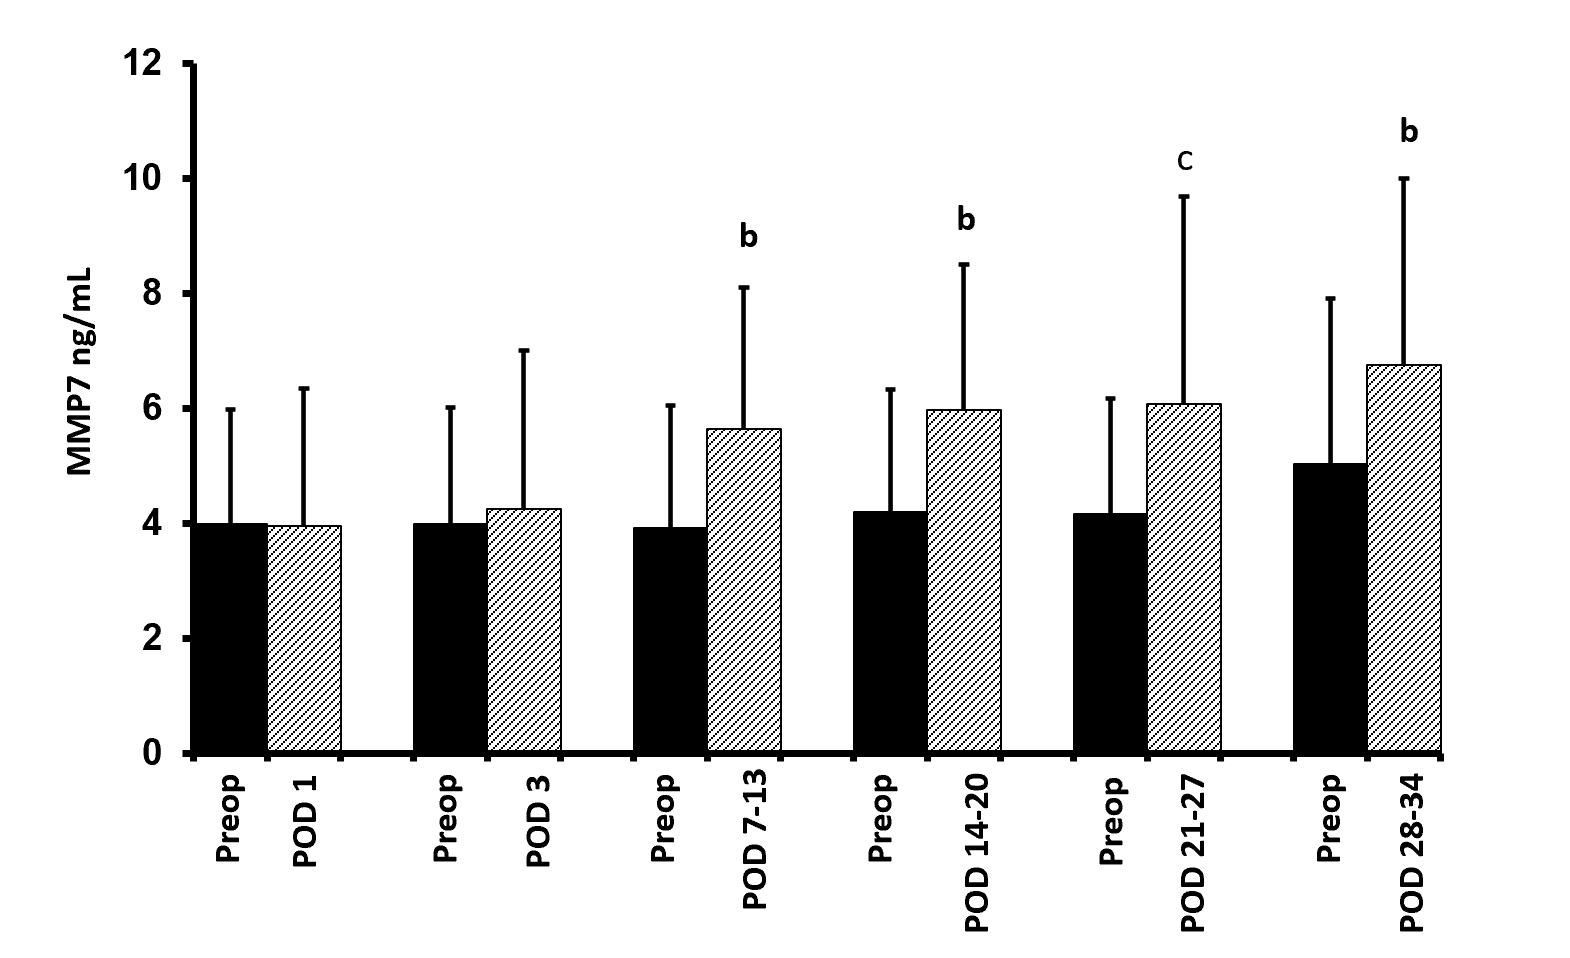 12
10
8
6
4
2
0
MMP7 ng/mL
b
b
c
b
Preop
POD 1
Preop
POD 3
Preop
POD 7-13
Preop
POD 14-20
Preop
POD 21-27
Preop
POD 28-34